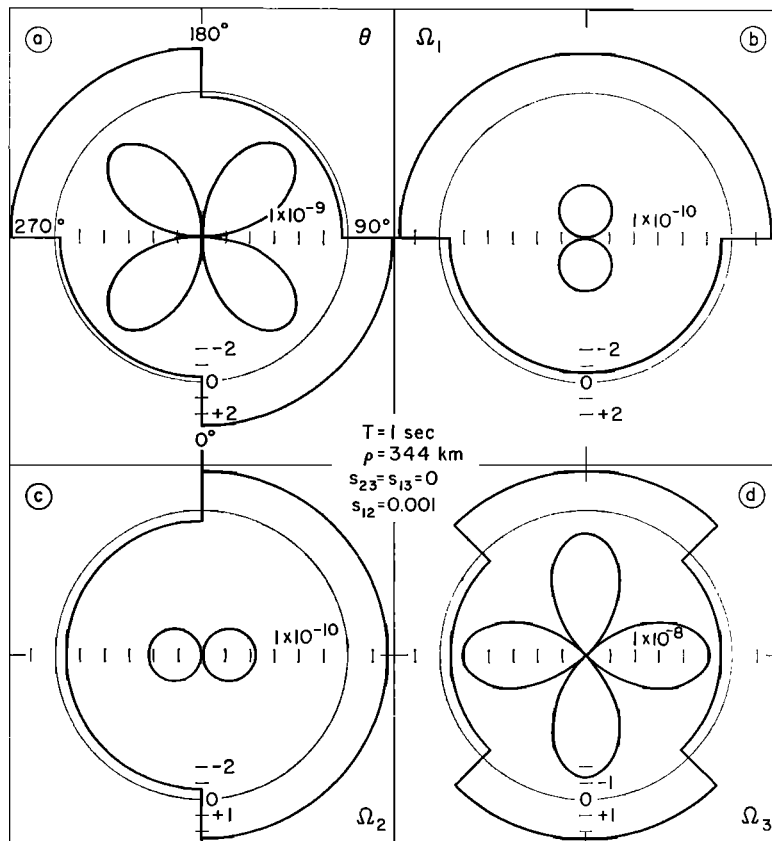 a
180°
θ
Ω₁
b
270°
1×10⁻⁹
90°
1×10⁻¹⁰
-2
0
+2
0°
-2
0
+2
T=1 sec
ρ=344 km
s₂₃=s₁₃=0
s₁₂=0.001
c
d
1×10⁻¹⁰
1×10⁻⁸
-2
0
+1
Ω₂
-1
0
+1
Ω₃